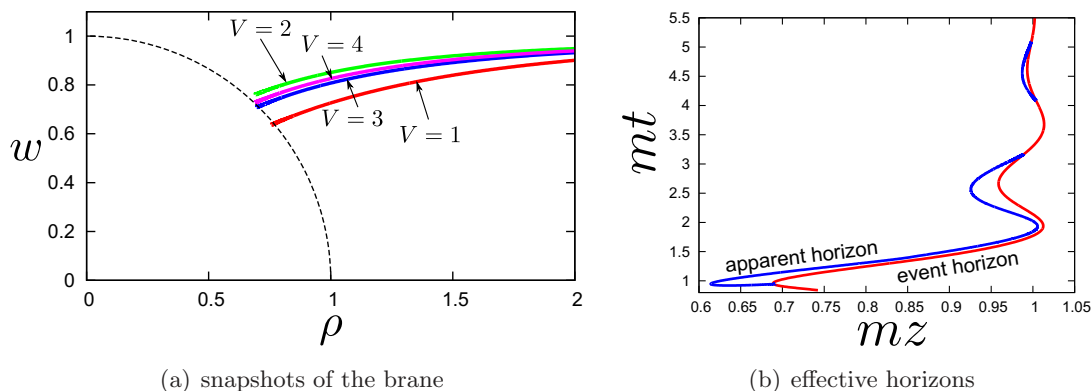 V = 2
V = 4
V = 3
V = 1
w
1
0.8
0.6
0.4
0.2
0
0
0.5
1
1.5
2
ρ
(a) snapshots of the brane
mt
5.5
5
4.5
4
3.5
3
2.5
2
1.5
1
apparent horizon
event horizon
0.6
0.65
0.7
0.75
0.8
0.85
0.9
0.95
1
1.05
mz
(b) effective horizons